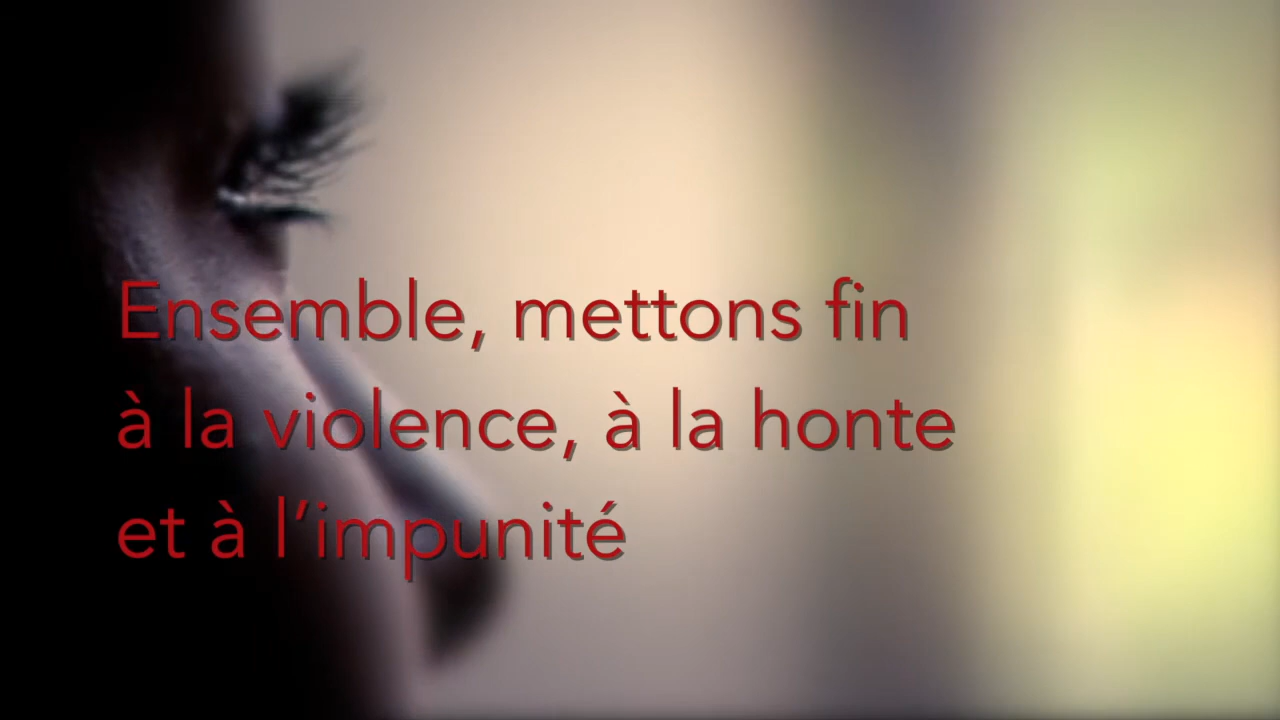 Ensemble, mettons fin
à la violence, à la honte
et à l’impunité